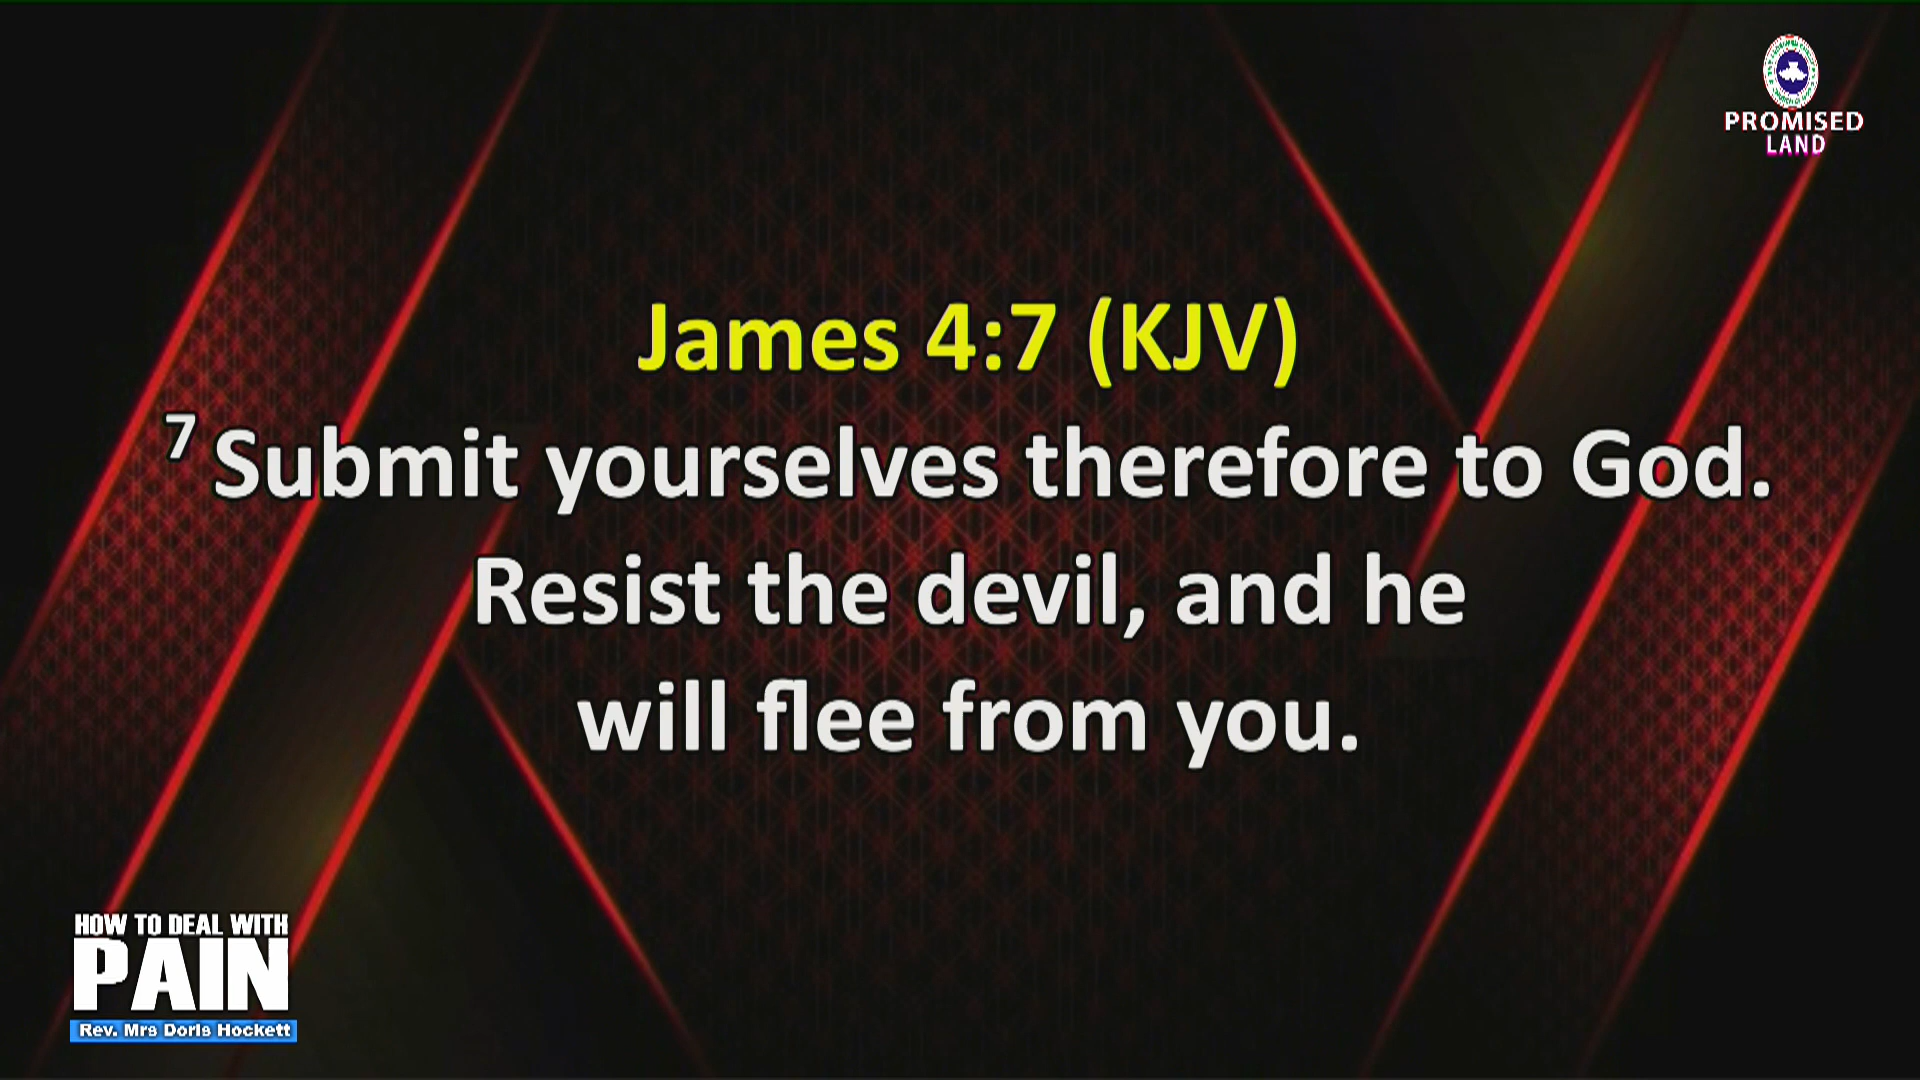 PROMISED
LAND
James 4:7 (KJV)
7 Submit yourselves therefore to God.
Resist the devil, and he
will flee from you.
HOW TO DEAL WITH
PAIN
Rev. Mrs Doris Hockett